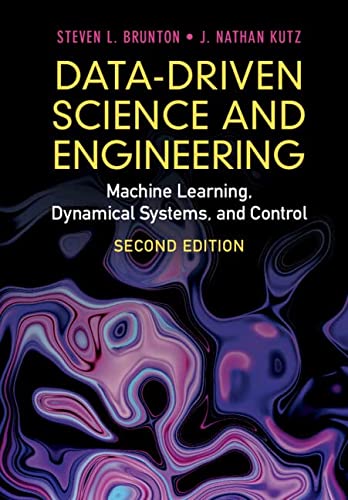 STEVEN L. BRUNTON • J. NATHAN KUTZ
DATA-DRIVEN
SCIENCE AND
ENGINEERING
Machine Learning,
Dynamical Systems, and Control
SECOND EDITION